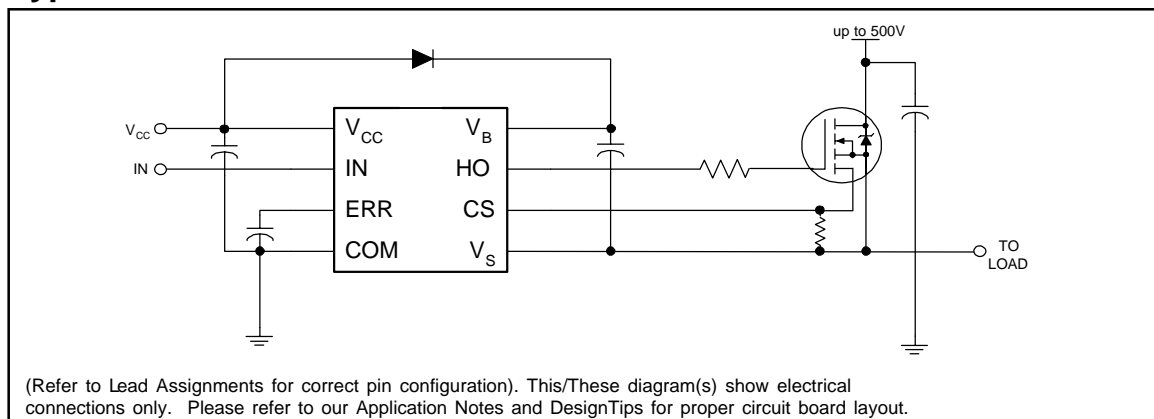 up to 500V
VCC
IN
VCC
VB
IN
HO
ERR
CS
COM
VS
TO
LOAD
(Refer to Lead Assignments for correct pin configuration). This/These diagram(s) show electrical
connections only. Please refer to our Application Notes and DesignTips for proper circuit board layout.